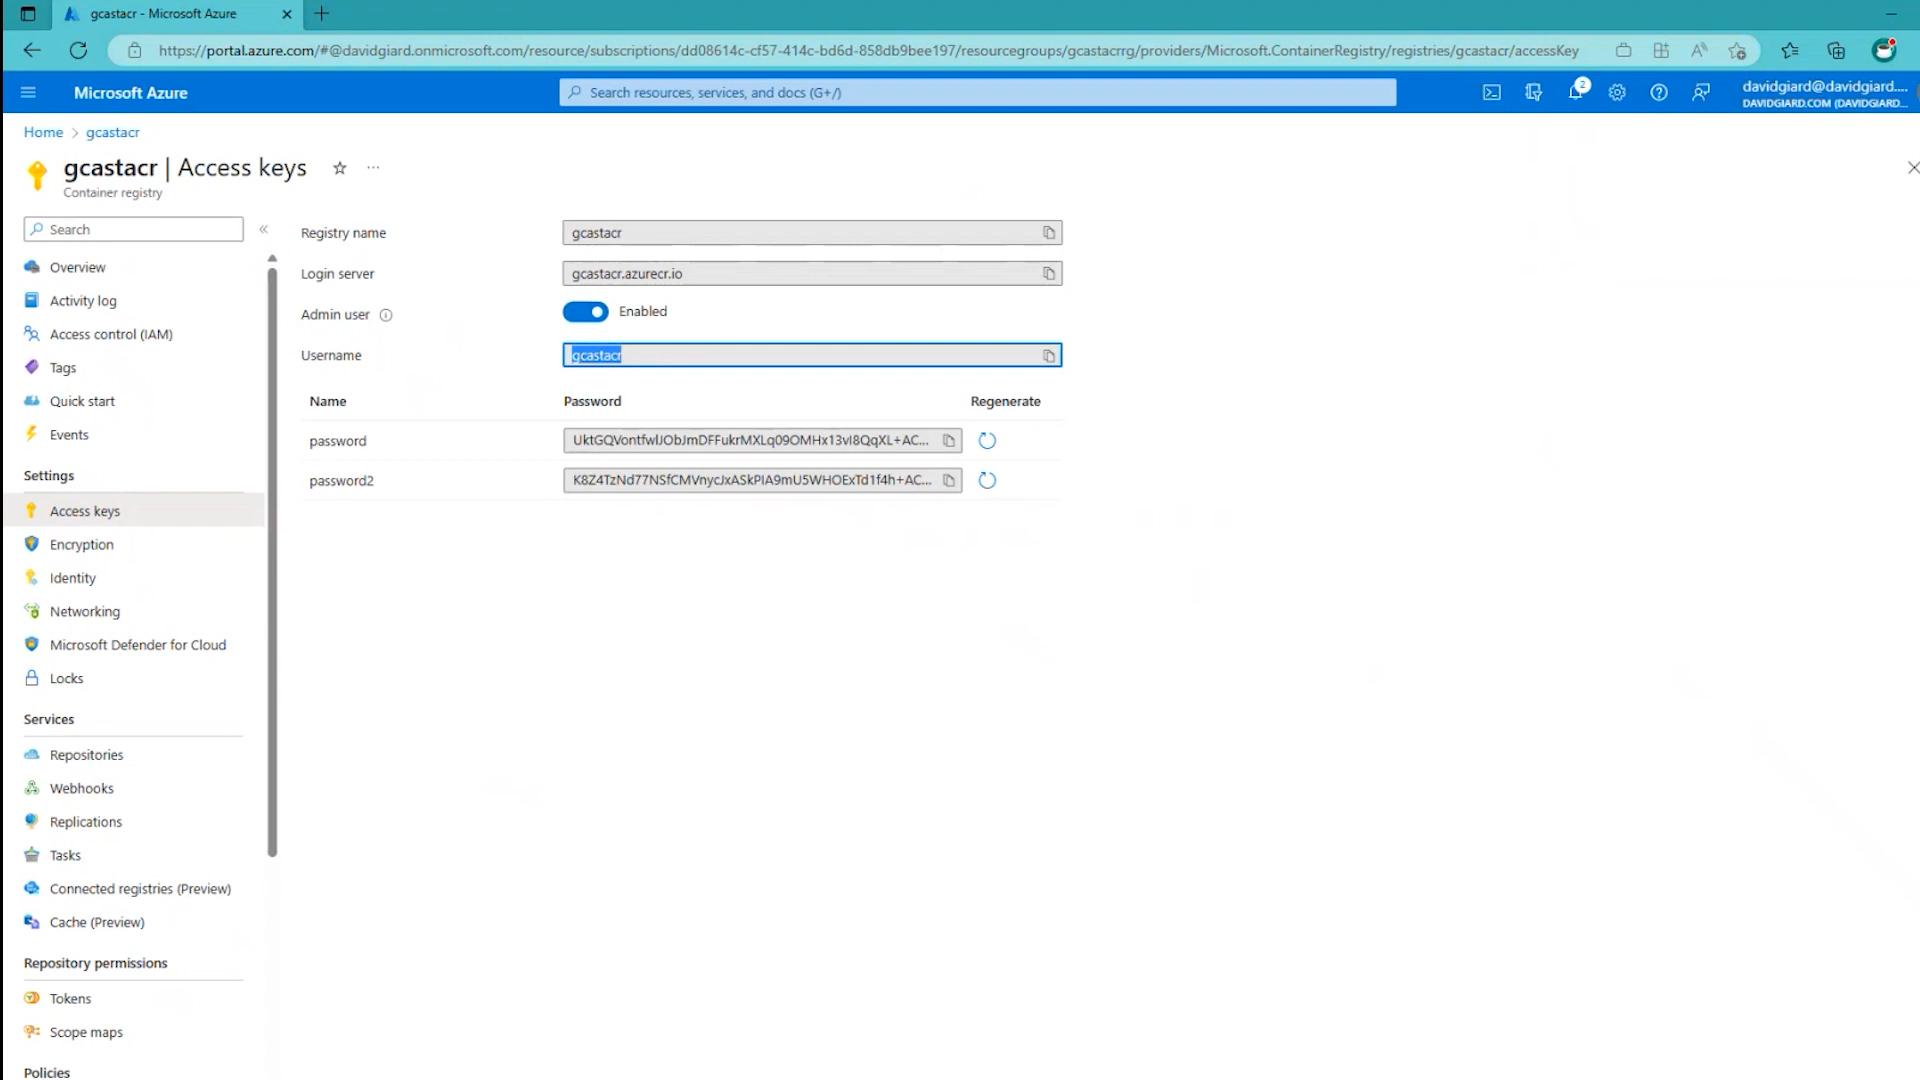 gcastacr - Microsoft Azure
https://portal.azure.com/#@davidgiard.onmicrosoft.com/resource/subscriptions/dd08614c-cf57-414c-bd6d-858db9bee197/resourcegroups/gcastacrrg/providers/Microsoft.ContainerRegistry/registries/gcastacr/accessKey
Microsoft Azure
Search resources, services, and docs (G+/)
2
davidgiard@davidgiard....
DAVIDGIARD.COM (DAVIDGIARD...
Home > gcastacr
gcastacr | Access keys
Container registry
Search
Overview
Activity log
Access control (IAM)
Tags
Quick start
Events
Settings
Access keys
Encryption
Identity
Networking
Microsoft Defender for Cloud
Locks
Services
Repositories
Webhooks
Replications
Tasks
Connected registries (Preview)
Cache (Preview)
Repository permissions
Tokens
Scope maps
Policies
Registry name
gcastacr
Login server
gcastacr.azurecr.io
Admin user
Enabled
Username
gcastacr
Name Password Regenerate
password
password2